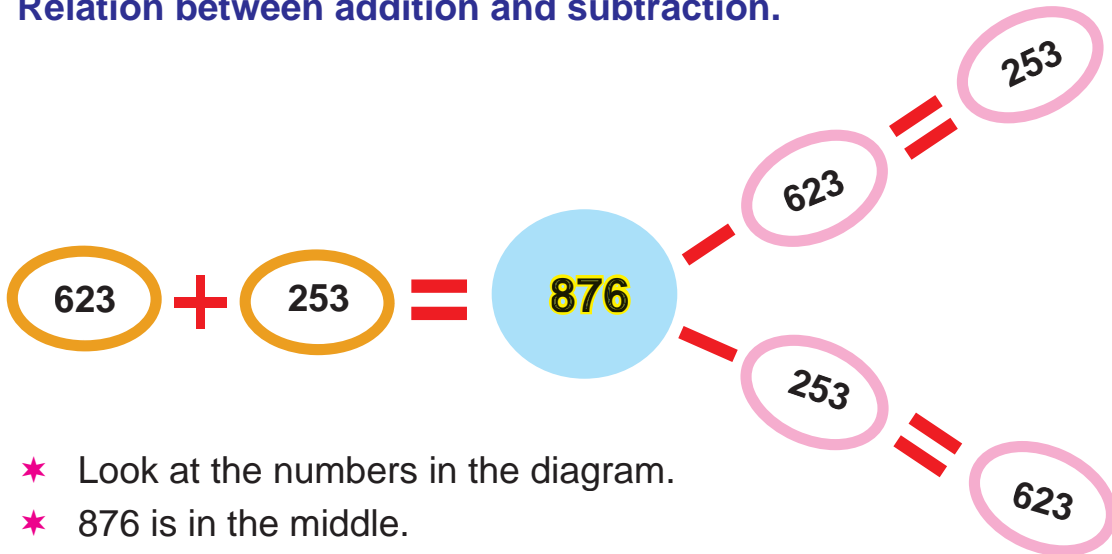 Relation between addition and subtraction.
253
623
623 + 253 = 876
253
623
Look at the numbers in the diagram.
876 is in the middle.